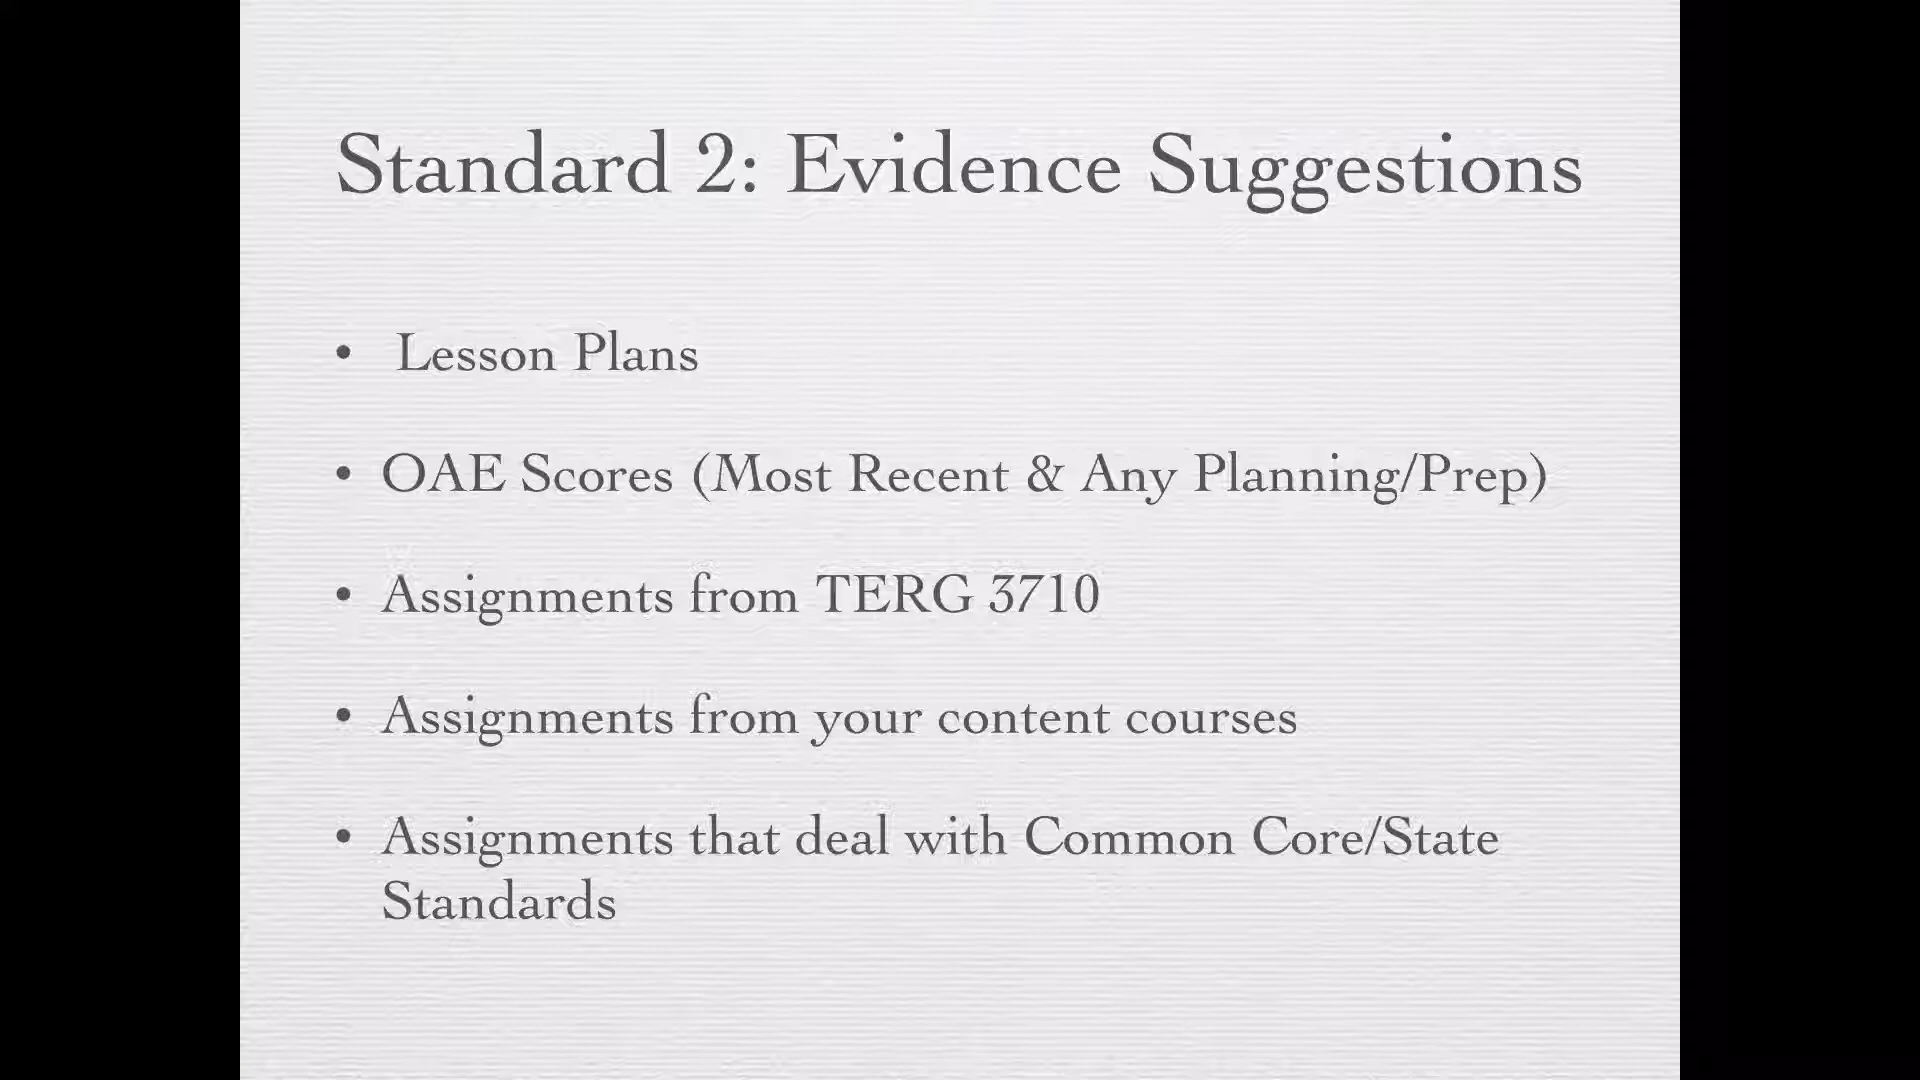 Standard 2: Evidence Suggestions
• Lesson Plans
• OAE Scores (Most Recent & Any Planning/Prep)
• Assignments from TERG 3710
• Assignments from your content courses
• Assignments that deal with Common Core/State
Standards